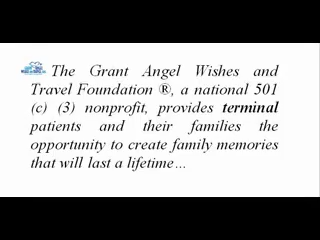 The Grant Angel Wishes and
Travel Foundation ®, a national 501
(c) (3) nonprofit, provides terminal
patients and their families the
opportunity to create family memories
that will last a lifetime…